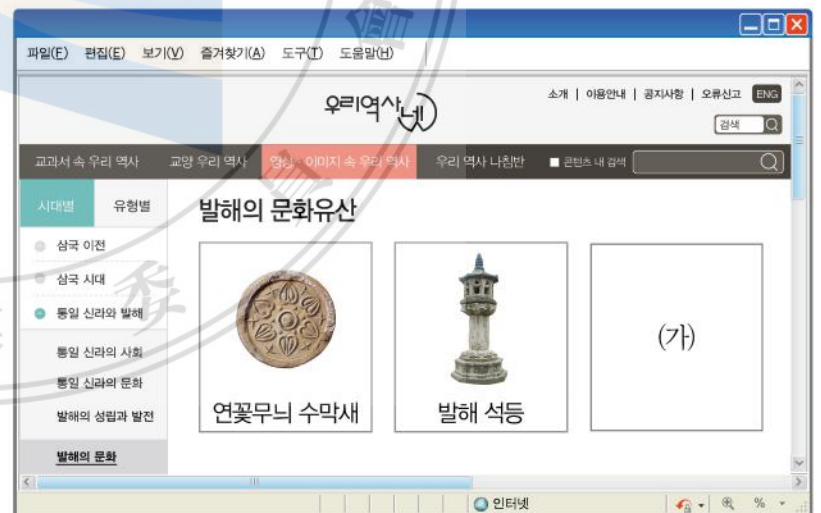 파일(F) 편집(E) 보기(V) 즐겨찾기(A) 도구(T) 도움말(H)
우리역사넷
소개 | 이용안내 | 공지사항 | 오류신고 ENG
검색
교과서 속 우리 역사 교양 우리 역사 영상·이미지 속 우리 역사 우리 역사 나침반 콘텐츠 내 검색
시대별 유형별
발해의 문화유산
삼국 이전
삼국 시대
통일 신라와 발해
통일 신라의 사회
통일 신라의 문화
발해의 성립과 발전
발해의 문화
연꽃무늬 수막새
발해 석등
(가)
인터넷
%